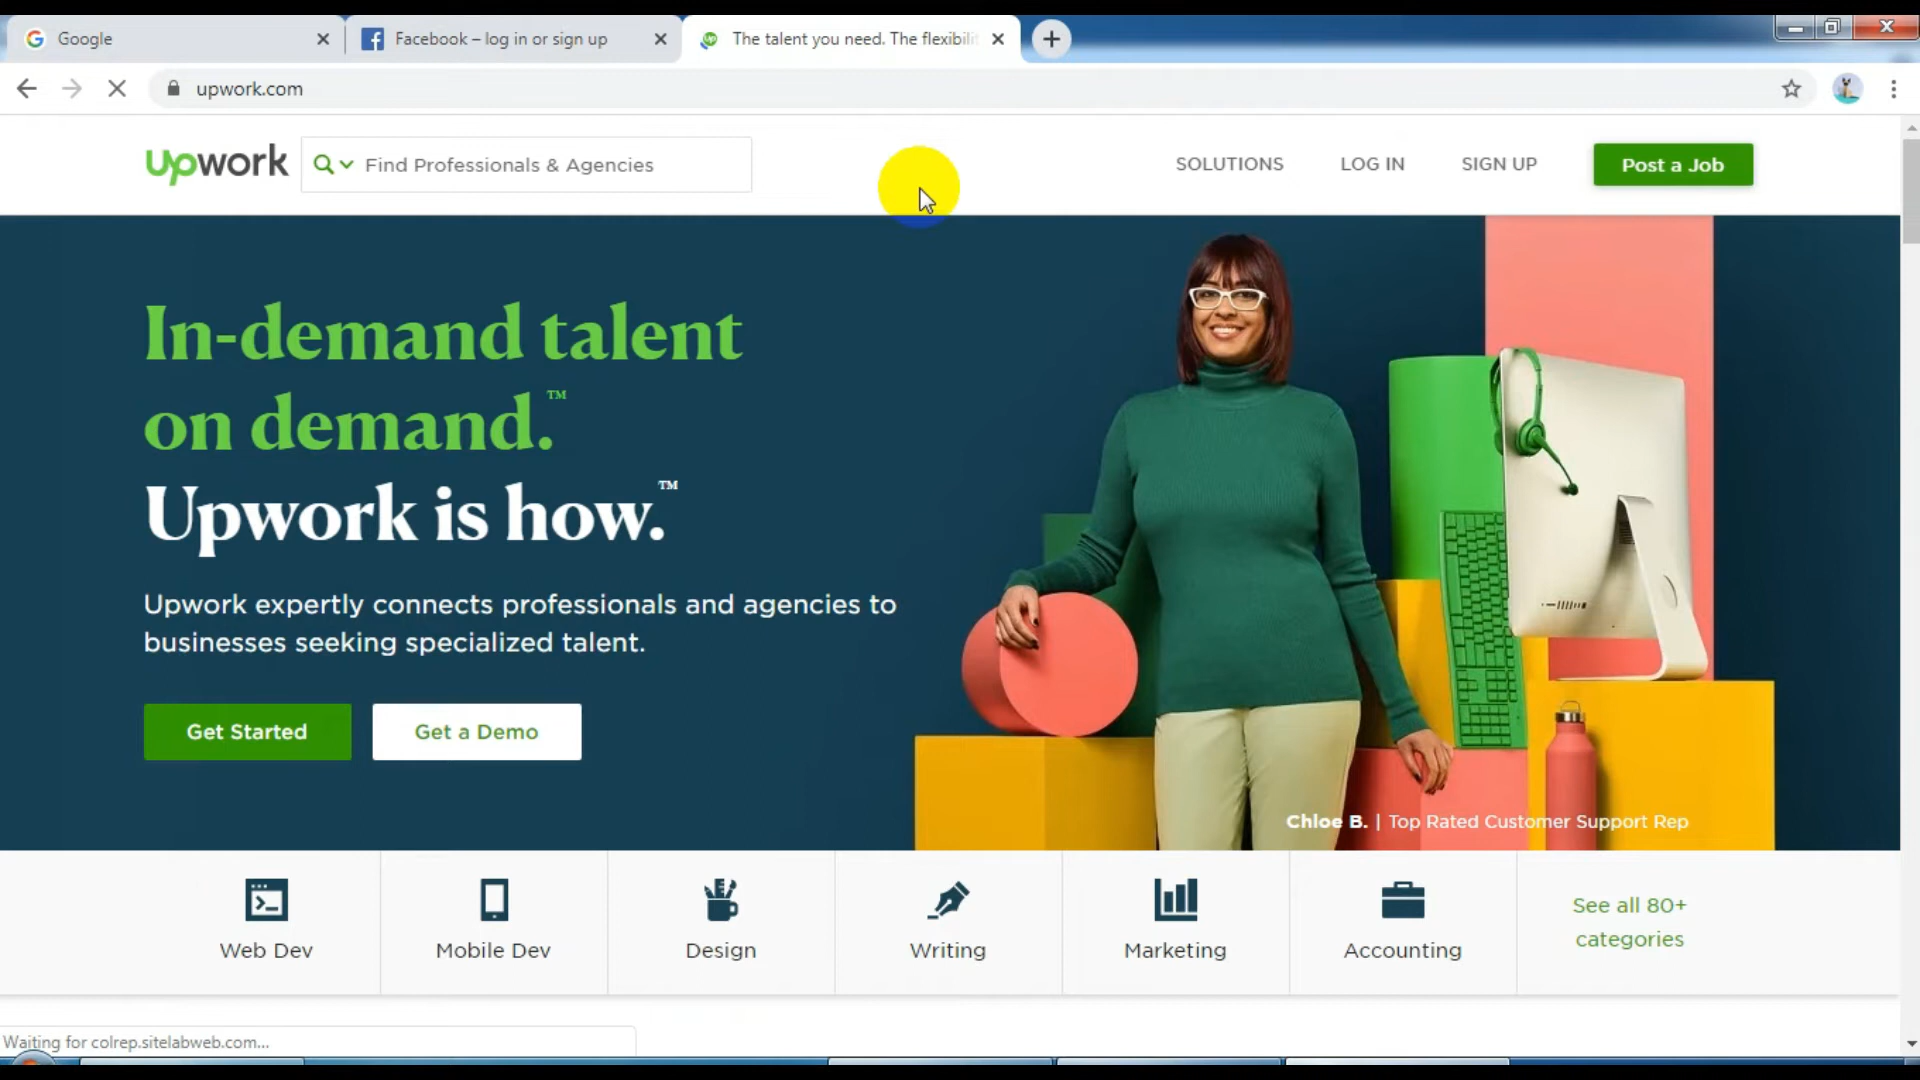 Google
Facebook – log in or sign up
The talent you need. The flexibili
upwork.com
upwork
Find Professionals & Agencies
SOLUTIONS
LOG IN
SIGN UP
Post a Job
In-demand talent
on demand.™
Upwork is how.™
Upwork expertly connects professionals and agencies to
businesses seeking specialized talent.
Get Started
Get a Demo
Chloe B. | Top Rated Customer Support Rep
Web Dev
Mobile Dev
Design
Writing
Marketing
Accounting
See all 80+
categories
Waiting for colrep.sitelabweb.com...